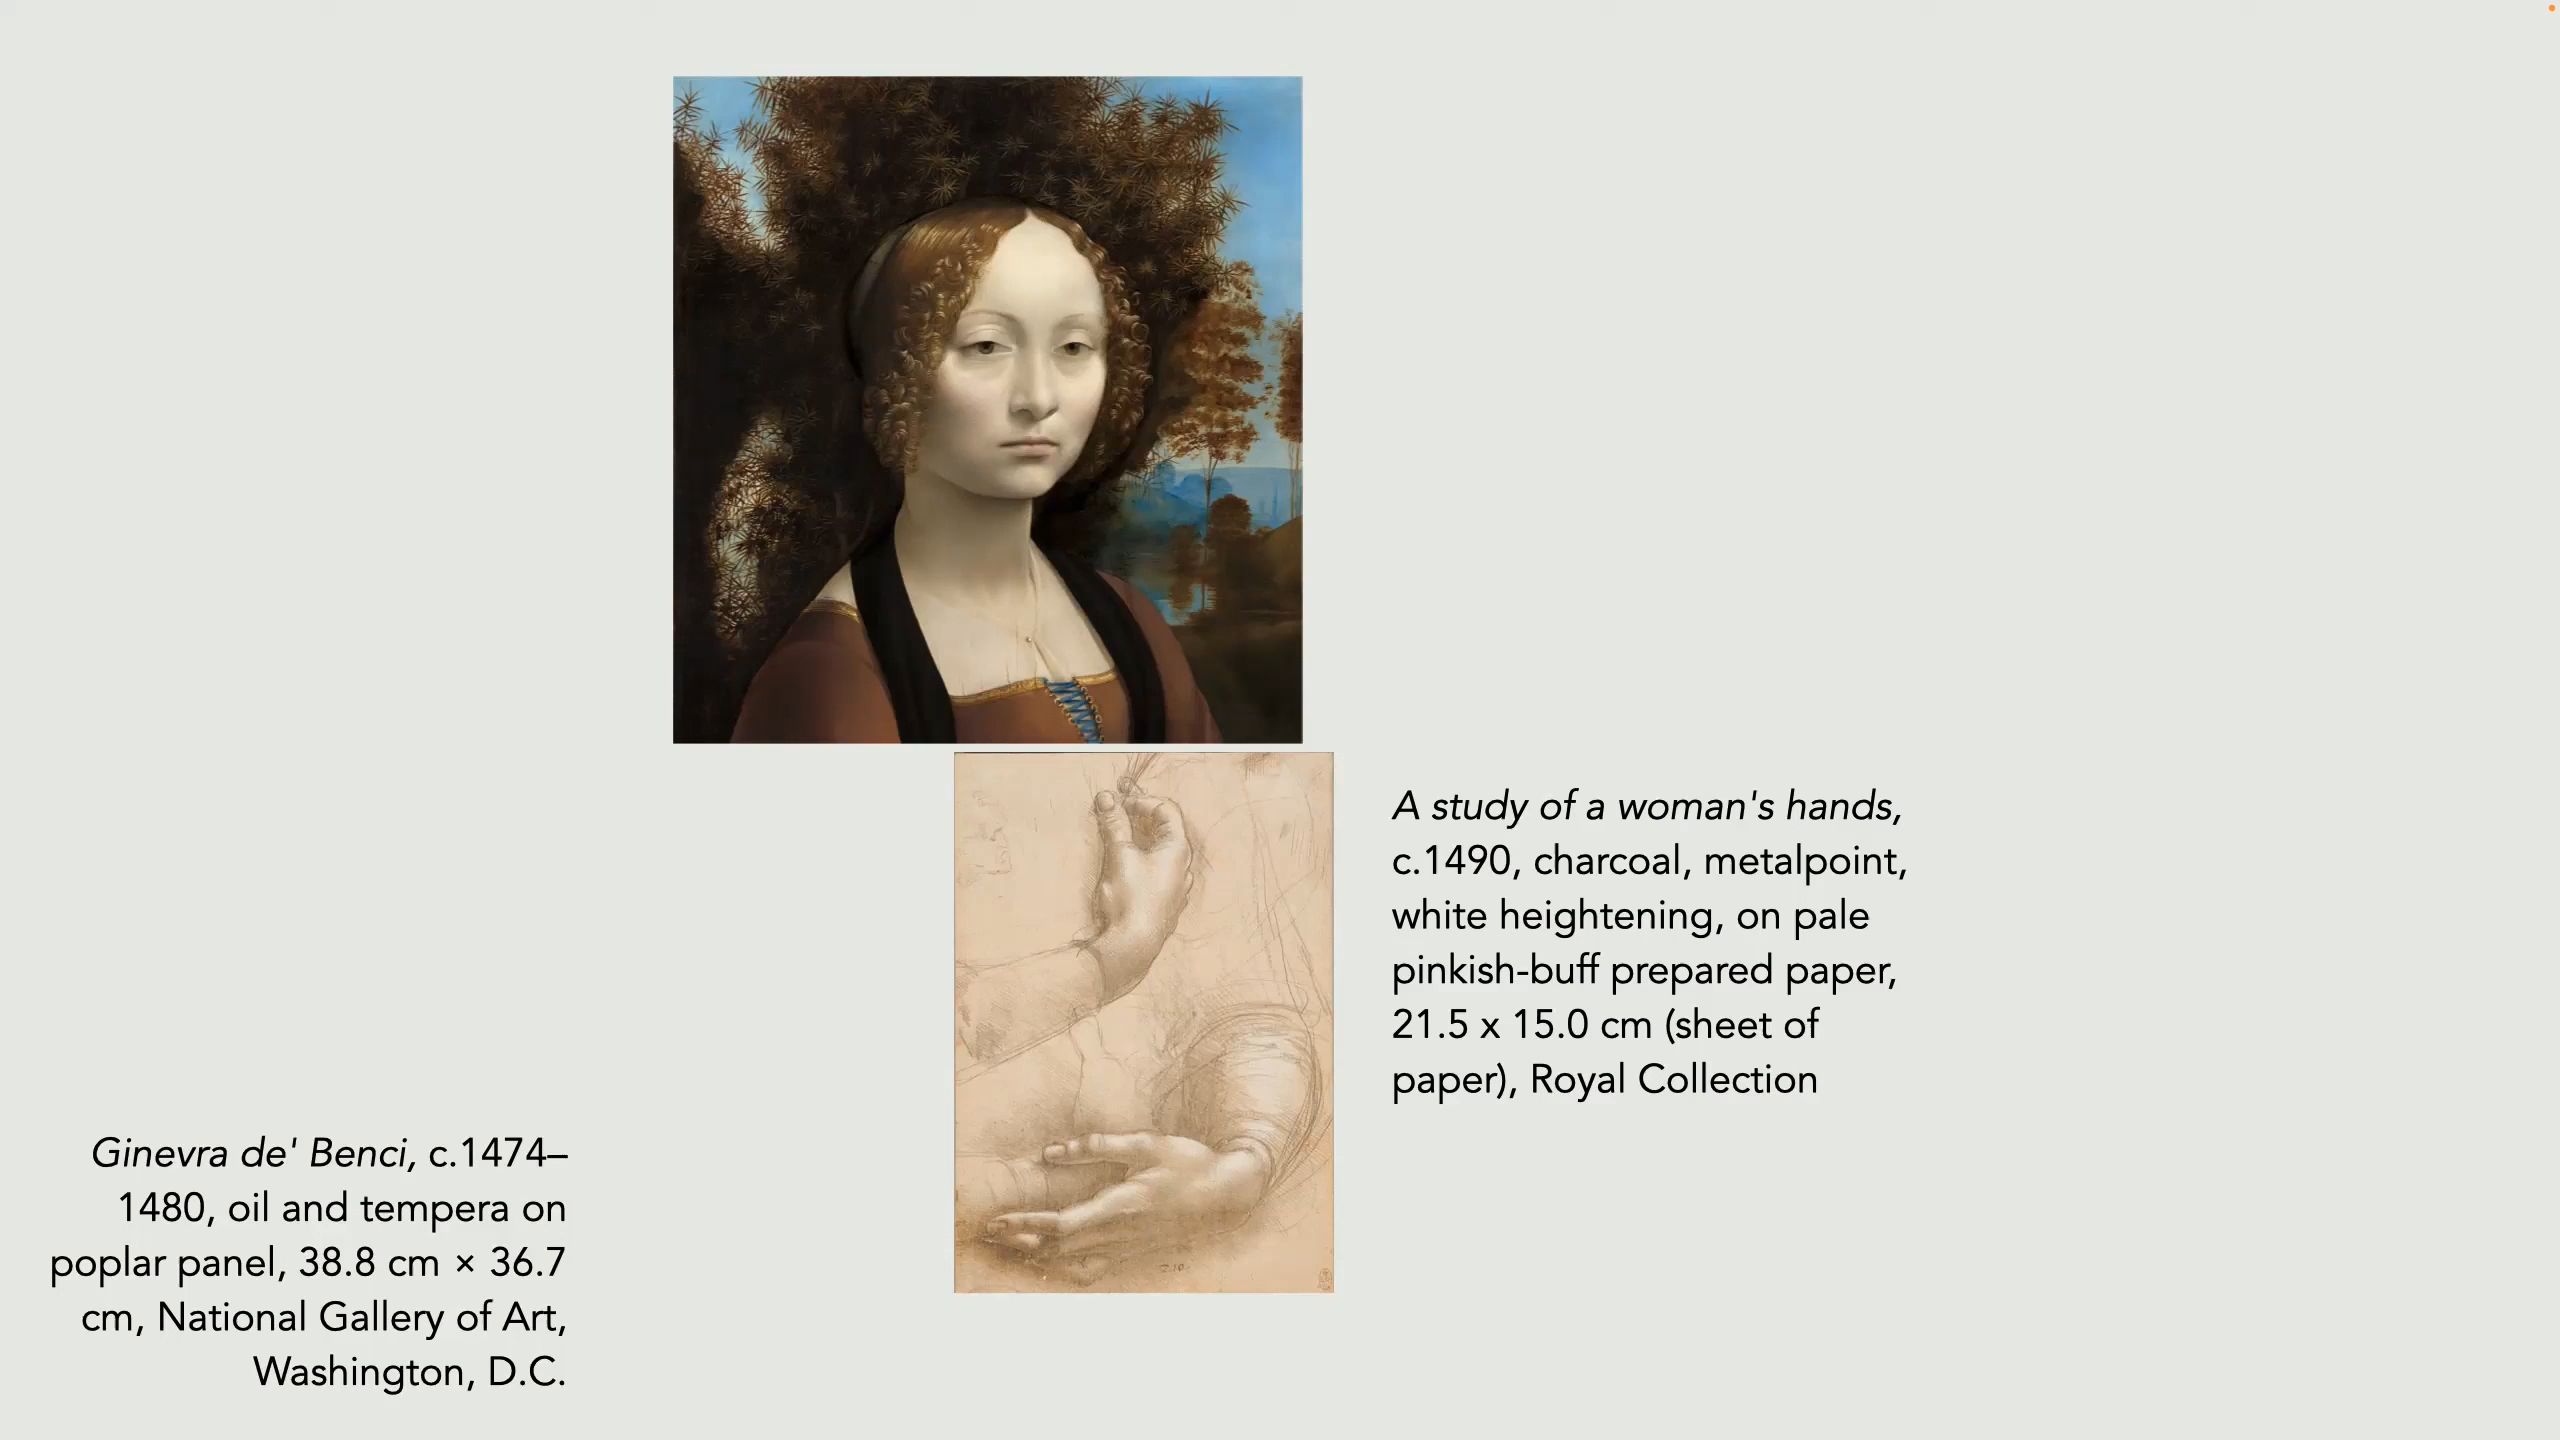 A study of a woman's hands,
c.1490, charcoal, metalpoint,
white heightening, on pale
pinkish-buff prepared paper,
21.5 x 15.0 cm (sheet of
paper), Royal Collection
Ginevra de' Benci, c.1474–
1480, oil and tempera on
poplar panel, 38.8 cm × 36.7
cm, National Gallery of Art,
Washington, D.C.